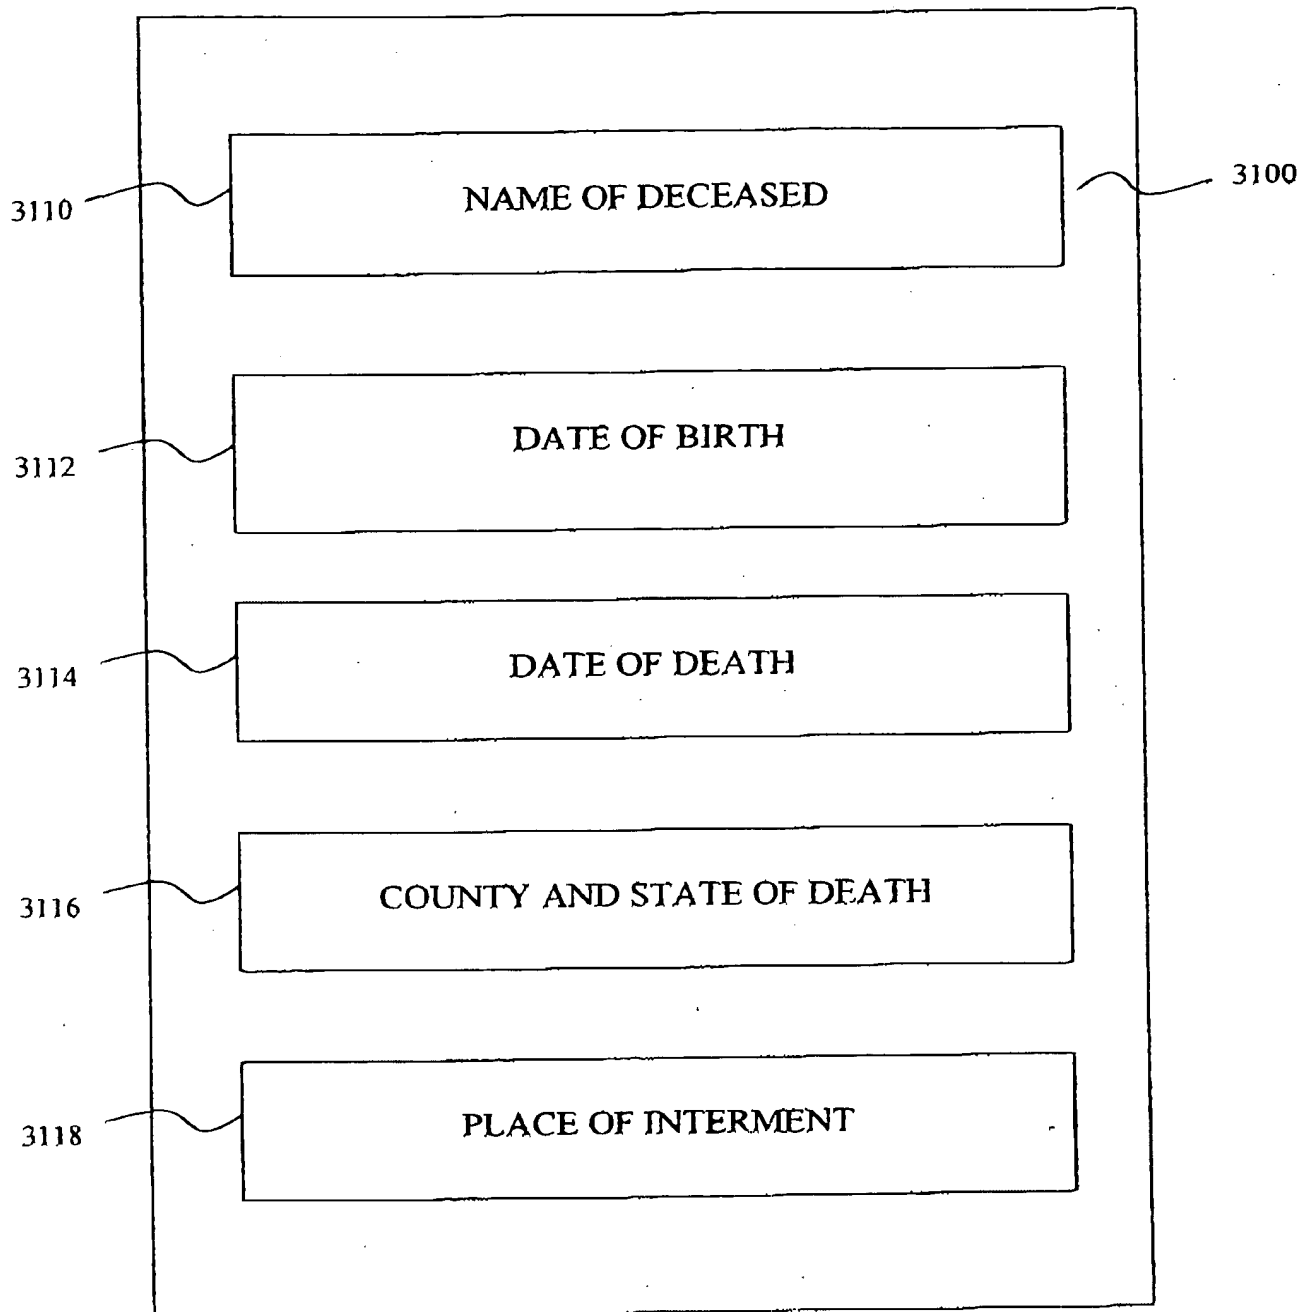 NAME OF DECEASED
3100
3110
DATE OF BIRTH
3112
DATE OF DEATH
3114
COUNTY AND STATE OF DEATH
3116
PLACE OF INTERMENT
3118